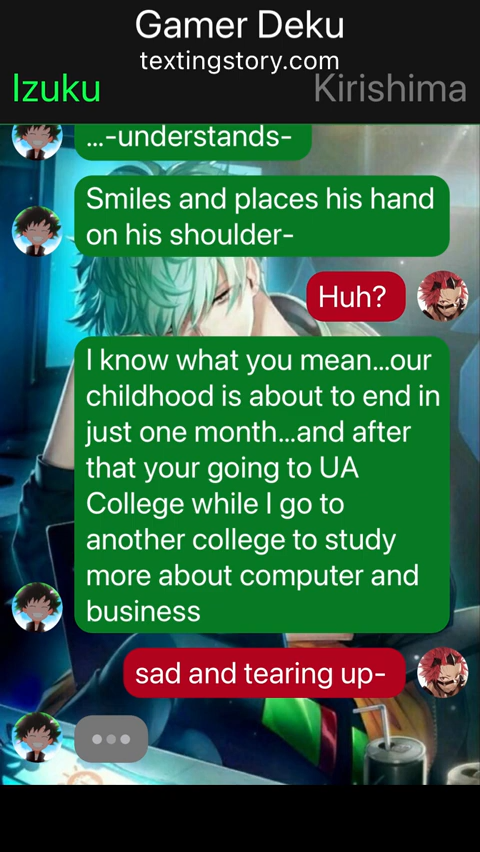 Gamer Deku
textingstory.com
Izuku
Kirishima
...-understands-
Smiles and places his hand
on his shoulder-
Huh?
I know what you mean...our
childhood is about to end in
just one month...and after
that your going to UA
College while I go to
another college to study
more about computer and
business
sad and tearing up-